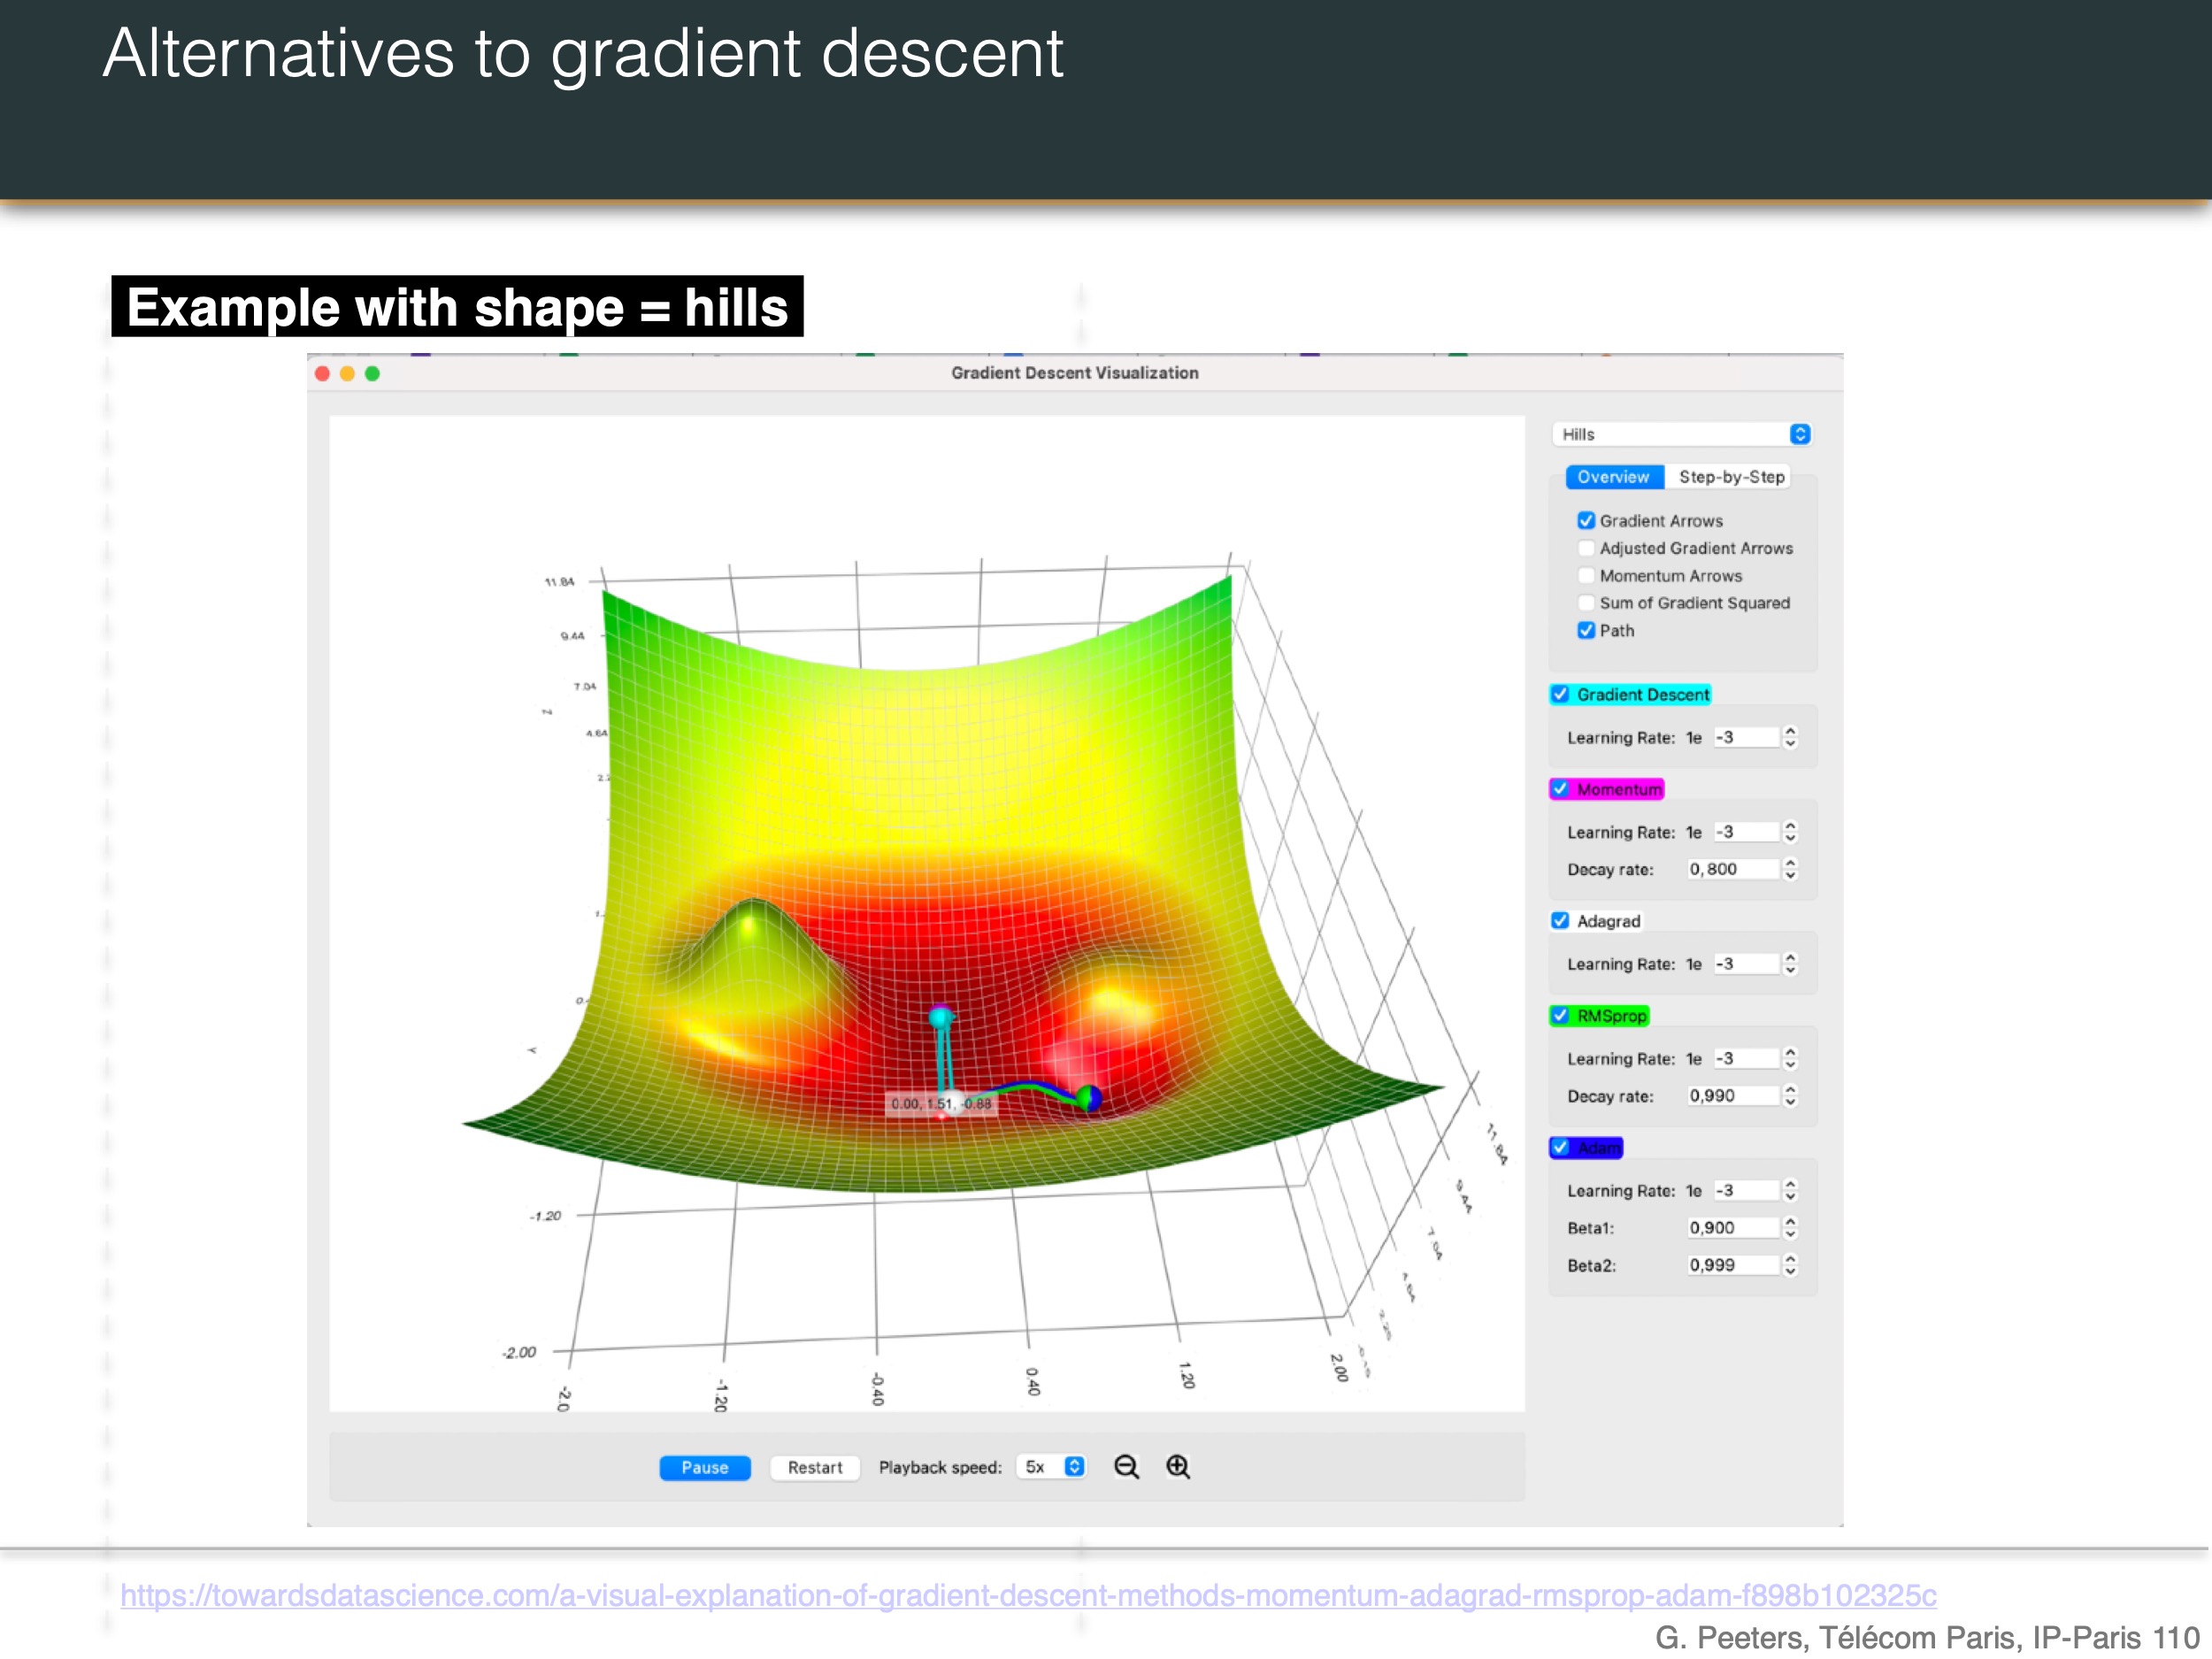 Alternatives to gradient descent
Example with shape = hills
Gradient Descent Visualization
Hills
Overview Step-by-Step
Gradient Arrows
Adjusted Gradient Arrows
Momentum Arrows
Sum of Gradient Squared
Path
Gradient Descent
Learning Rate: 1e -3
Momentum
Learning Rate: 1e -3
Decay rate: 0,800
Adagrad
Learning Rate: 1e -3
RMSprop
Learning Rate: 1e -3
Decay rate: 0,990
Adam
Learning Rate: 1e -3
Beta1: 0,900
Beta2: 0,999
11.84
9.44
7.04
Z
4.64
Y
0.00, 1.51, -0.88
-1.20
-2.00
-2.0
-1.20
-0.40
0.40
1.20
2.00
11.84
9.44
7.04
4.64
2.25
Pause Restart Playback speed: 5x
https://towardsdatascience.com/a-visual-explanation-of-gradient-descent-methods-momentum-adagrad-rmsprop-adam-f898b102325c
G. Peeters, Télécom Paris, IP-Paris 110